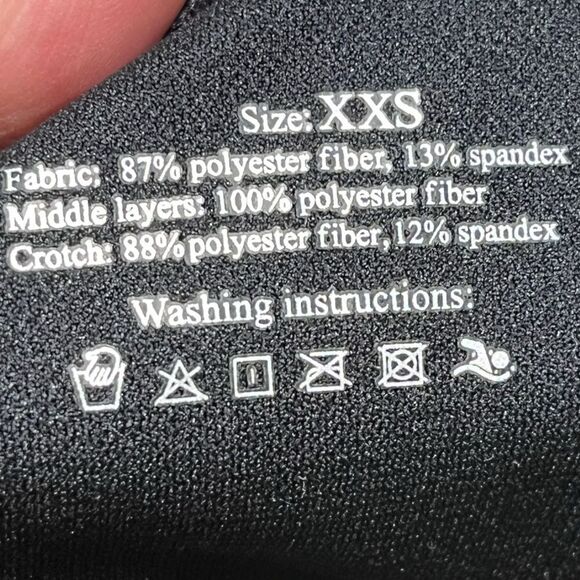 Size: XXS
Fabric: 87% polyester fiber, 13% spandex
Middle layers: 100% polyester fiber
Crotch: 88% polyester fiber, 12% spandex
Washing instructions: